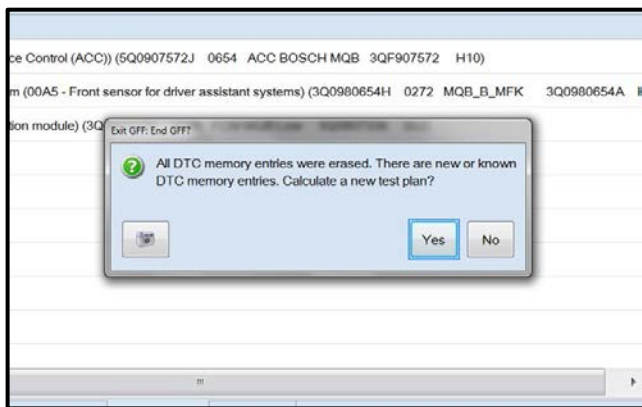 ce Control (ACC)) (5Q0907572J 0654 ACC BOSCH MQB 3QF907572 H10)
m (00A5 - Front sensor for driver assistant systems) (3Q0980654H 0272 MQB_B_MFK 3Q0980654A
tion module) (3Q
Exit GFF: End GFF?
All DTC memory entries were erased. There are new or known
DTC memory entries. Calculate a new test plan?
Yes No